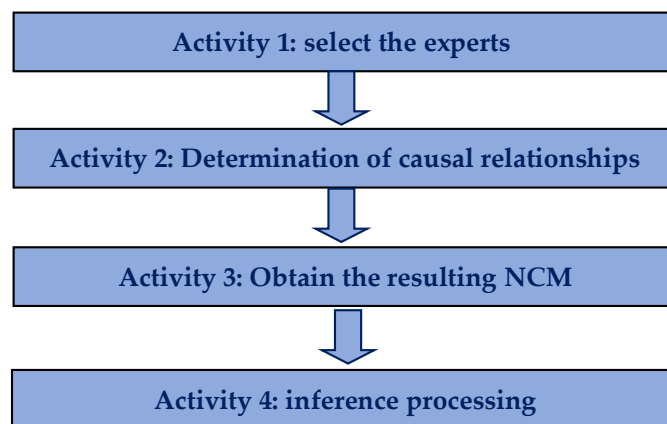 Activity 1: select the experts
Activity 2: Determination of causal relationships
Activity 3: Obtain the resulting NCM
Activity 4: inference processing